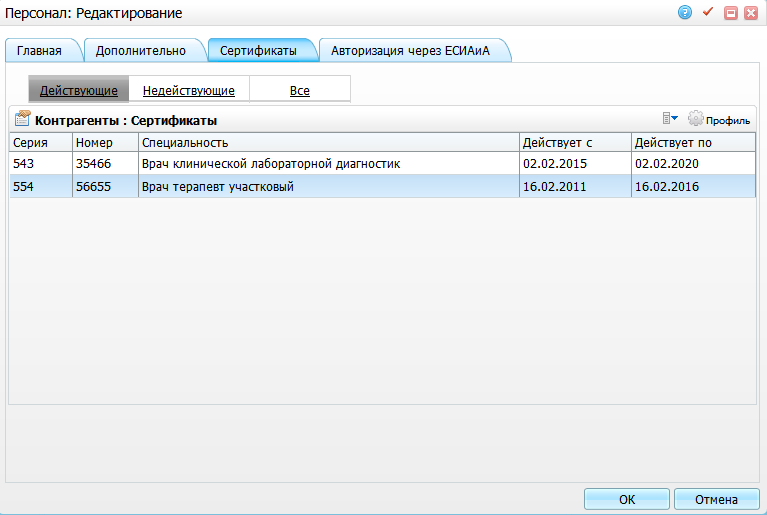 Персонал: Редактирование
Главная Дополнительно Сертификаты Авторизация через ЕСИАиА
Действующие Недействующие Все
Контрагенты : Сертификаты Профиль
Серия Номер Специальность Действует с Действует по
543 35466 Врач клинической лабораторной диагностик 02.02.2015 02.02.2020
554 56655 Врач терапевт участковый 16.02.2011 16.02.2016
ОК Отмена